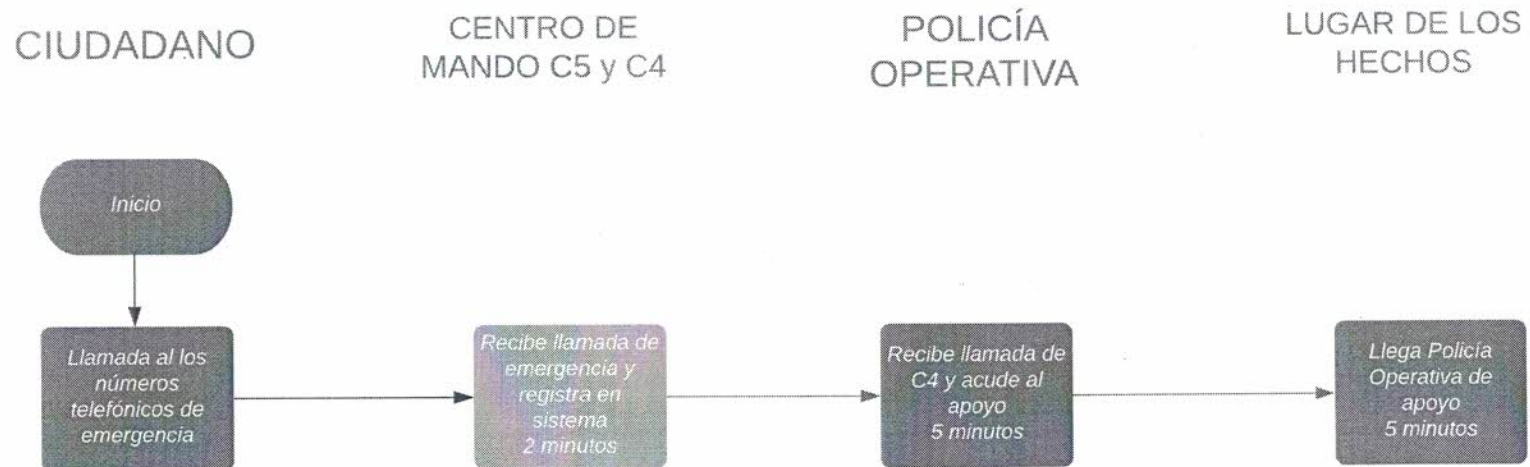 CIUDADANO
CENTRO DE
MANDO C5 y C4
POLICÍA
OPERATIVA
LUGAR DE LOS
HECHOS
Inicio
Llamada al los
números
telefónicos de
emergencia
Recibe llamada de
emergencia y
registra en
sistema
2 minutos
Recibe llamada de
C4 y acude al
apoyo
5 minutos
Llega Policía
Operativa de
apoyo
5 minutos